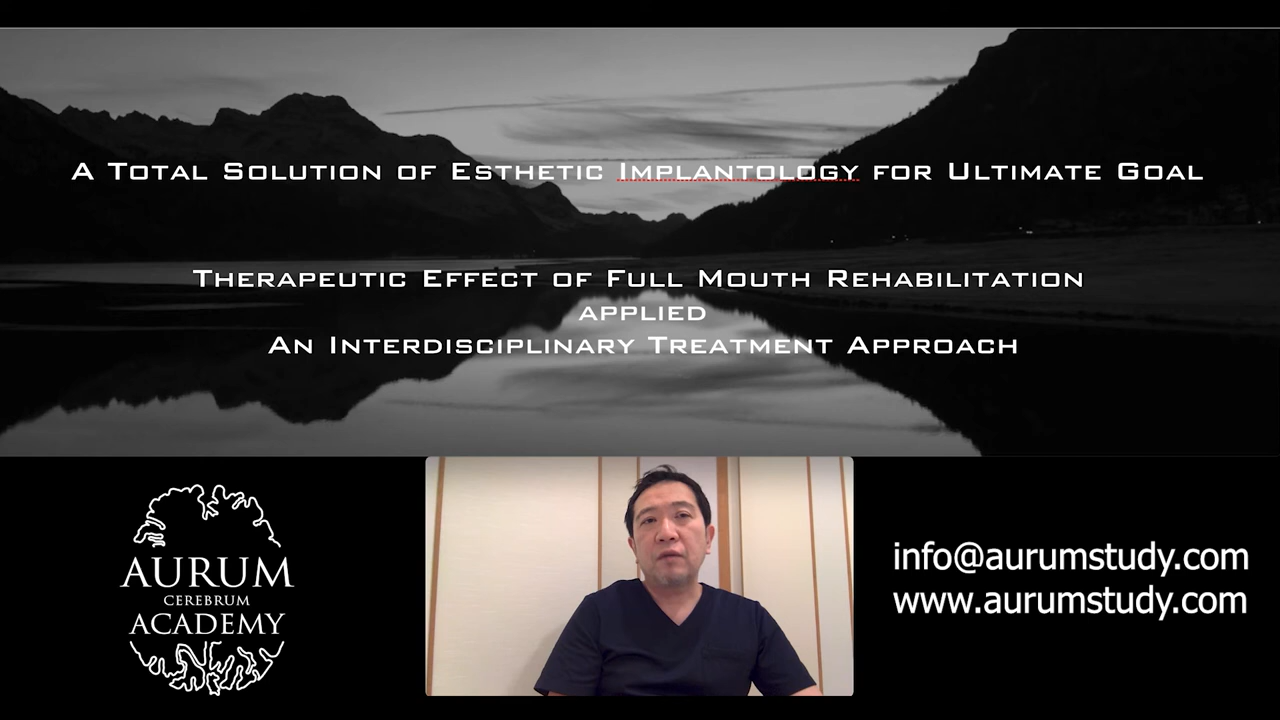 A Total Solution of Esthetic Implantology for Ultimate Goal
Therapeutic Effect of Full Mouth Rehabilitation
applied
An Interdisciplinary Treatment Approach
AURUM
CEREBRUM
ACADEMY
info@aurumstudy.com
www.aurumstudy.com